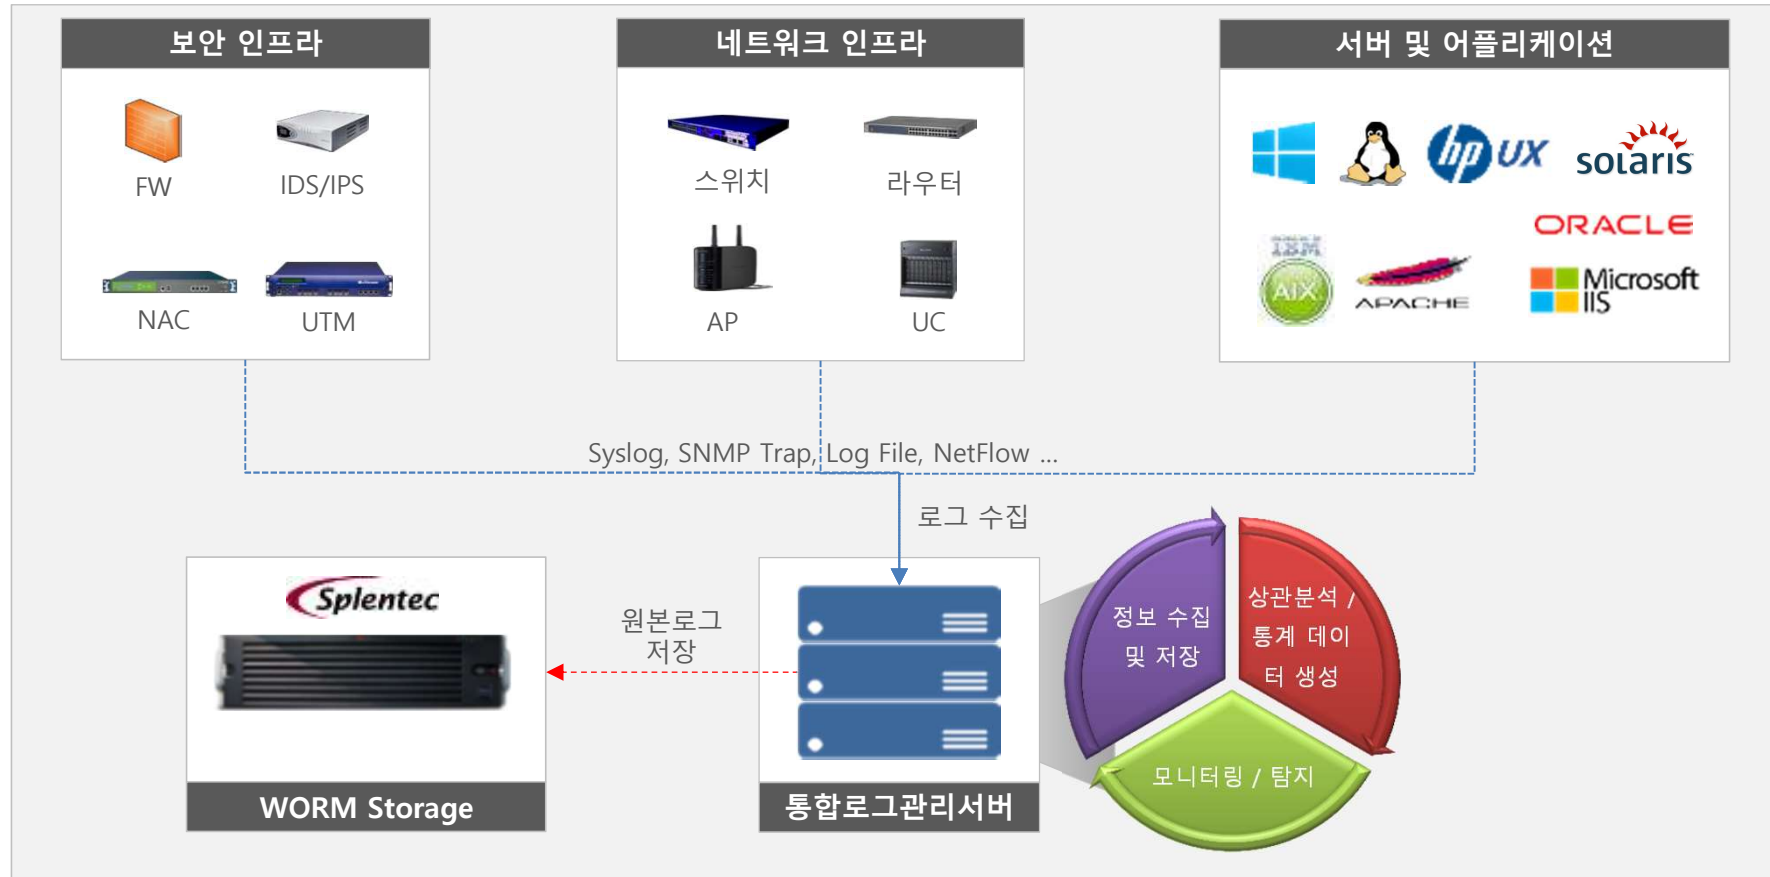 보안 인프라
FW
IDS/IPS
NAC
UTM
네트워크 인프라
스위치
라우터
AP
UC
서버 및 어플리케이션
hp UX
solaris
ORACLE
IBM
AIX
APACHE
Microsoft
IIS
Syslog, SNMP Trap, Log File, NetFlow ...
로그 수집
Splentec
WORM Storage
원본로그
저장
통합로그관리서버
정보 수집
및 저장
상관분석 /
통계 데이
터 생성
모니터링 / 탐지